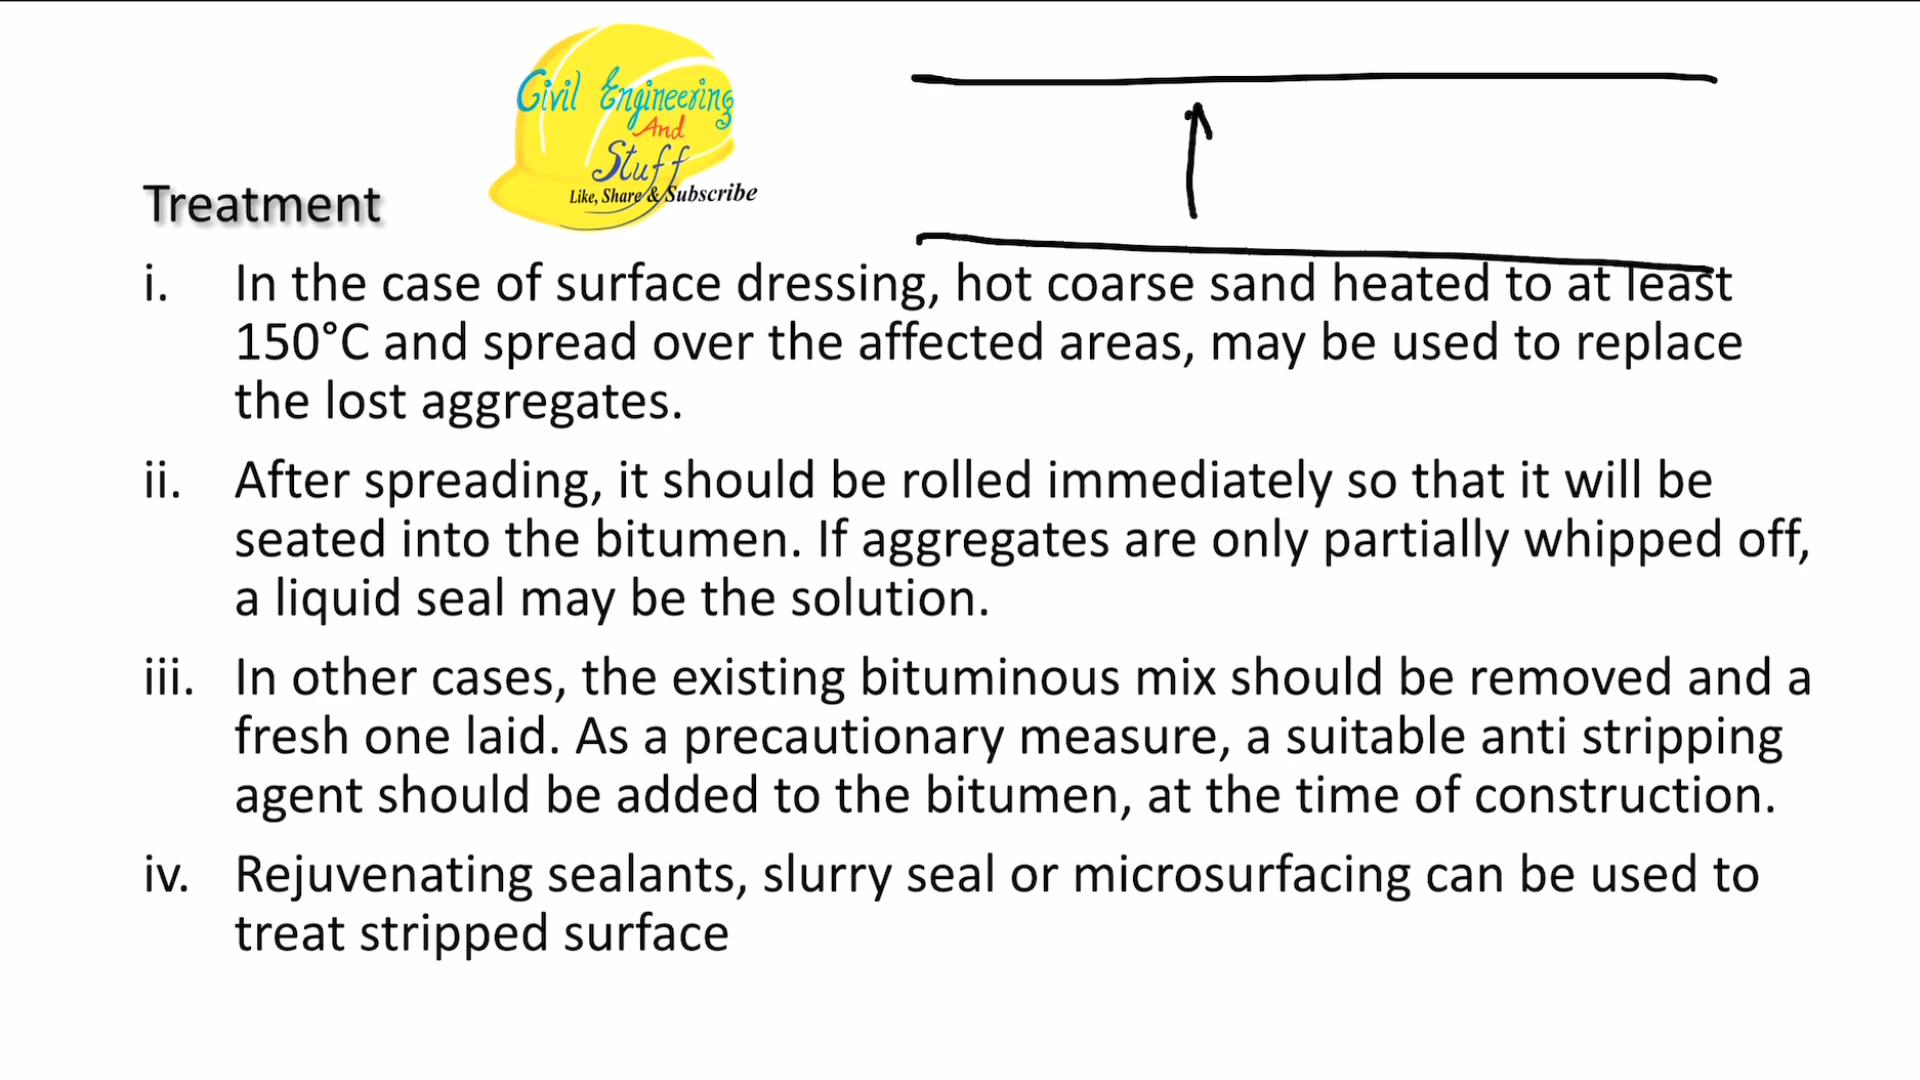 Civil Engineering
And
Stuff
Like, Share & Subscribe
Treatment
i. In the case of surface dressing, hot coarse sand heated to at least
150°C and spread over the affected areas, may be used to replace
the lost aggregates.
ii. After spreading, it should be rolled immediately so that it will be
seated into the bitumen. If aggregates are only partially whipped off,
a liquid seal may be the solution.
iii. In other cases, the existing bituminous mix should be removed and a
fresh one laid. As a precautionary measure, a suitable anti stripping
agent should be added to the bitumen, at the time of construction.
iv. Rejuvenating sealants, slurry seal or microsurfacing can be used to
treat stripped surface